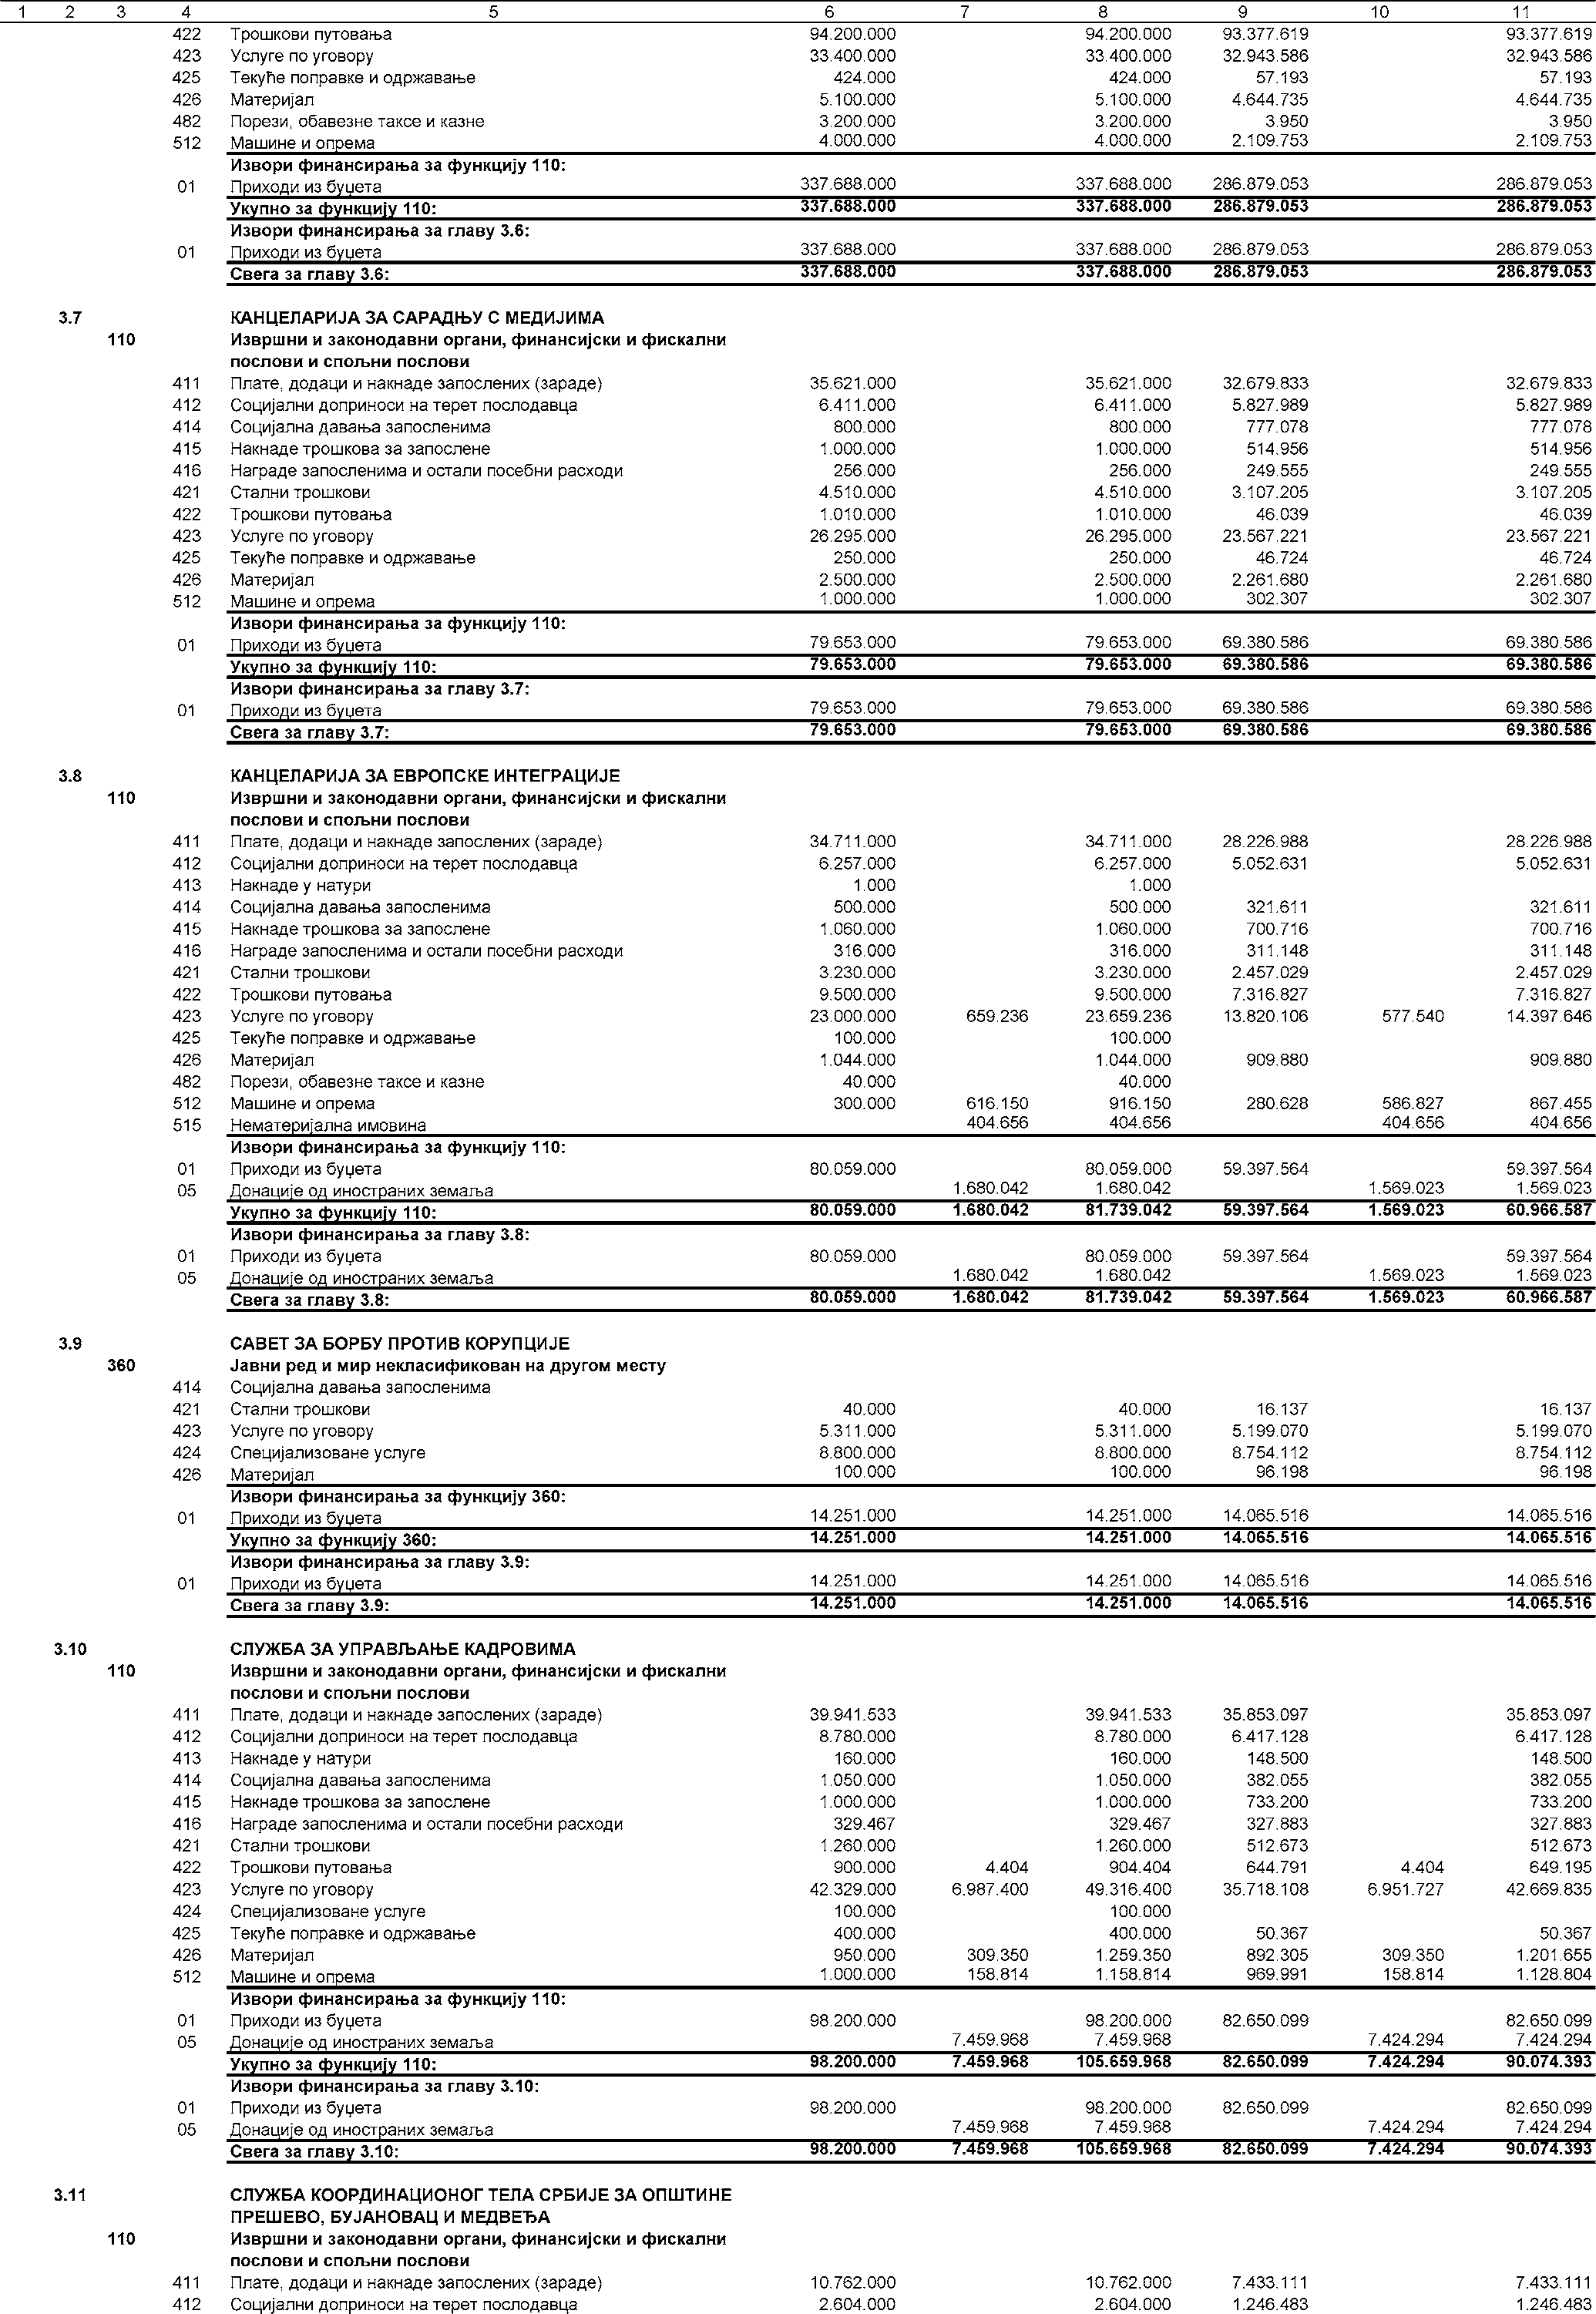 1 2 3 4 5 6 7 8 9 10 11
422 Трошкови путовања 94.200.000 94.200.000 93.377.619 93.377.619
423 Услуге по уговору 33.400.000 33.400.000 32.943.586 32.943.586
425 Текуће поправке и одржавање 424.000 424.000 57.193 57.193
426 Материјал 5.100.000 5.100.000 4.644.735 4.644.735
482 Порези, обавезне таксе и казне 3.200.000 3.200.000 3.950 3.950
512 Машине и опрема 4.000.000 4.000.000 2.109.753 2.109.753
Извори финансирања за функцију 110:
01 Приходи из буџета 337.688.000 337.688.000 286.879.053 286.879.053
Укупно за функцију 110: 337.688.000 337.688.000 286.879.053 286.879.053
Извори финансирања за главу 3.6:
01 Приходи из буџета 337.688.000 337.688.000 286.879.053 286.879.053
Свега за главу 3.6: 337.688.000 337.688.000 286.879.053 286.879.053
3.7 КАНЦЕЛАРИЈА ЗА САРАДЊУ С МЕДИЈИМА
110 Извршни и законодавни органи, финансијски и фискални
послови и спољни послови
411 Плате, додаци и накнаде запослених (зараде) 35.621.000 35.621.000 32.679.833 32.679.833
412 Социјални доприноси на терет послодавца 6.411.000 6.411.000 5.827.989 5.827.989
414 Социјална давања запосленима 800.000 800.000 777.078 777.078
415 Накнаде трошкова за запослене 1.000.000 1.000.000 514.956 514.956
416 Награде запосленима и остали посебни расходи 256.000 256.000 249.555 249.555
421 Стални трошкови 4.510.000 4.510.000 3.107.205 3.107.205
422 Трошкови путовања 1.010.000 1.010.000 46.039 46.039
423 Услуге по уговору 26.295.000 26.295.000 23.567.221 23.567.221
425 Текуће поправке и одржавање 250.000 250.000 46.724 46.724
426 Материјал 2.500.000 2.500.000 2.261.680 2.261.680
512 Машине и опрема 1.000.000 1.000.000 302.307 302.307
Извори финансирања за функцију 110:
01 Приходи из буџета 79.653.000 79.653.000 69.380.586 69.380.586
Укупно за функцију 110: 79.653.000 79.653.000 69.380.586 69.380.586
Извори финансирања за главу 3.7:
01 Приходи из буџета 79.653.000 79.653.000 69.380.586 69.380.586
Свега за главу 3.7: 79.653.000 79.653.000 69.380.586 69.380.586
3.8 КАНЦЕЛАРИЈА ЗА ЕВРОПСКЕ ИНТЕГРАЦИЈЕ
110 Извршни и законодавни органи, финансијски и фискални
послови и спољни послови
411 Плате, додаци и накнаде запослених (зараде) 34.711.000 34.711.000 28.226.988 28.226.988
412 Социјални доприноси на терет послодавца 6.257.000 6.257.000 5.052.631 5.052.631
413 Накнаде у натури 1.000 1.000
414 Социјална давања запосленима 500.000 500.000 321.611 321.611
415 Накнаде трошкова за запослене 1.060.000 1.060.000 700.716 700.716
416 Награде запосленима и остали посебни расходи 316.000 316.000 311.148 311.148
421 Стални трошкови 3.230.000 3.230.000 2.457.029 2.457.029
422 Трошкови путовања 9.500.000 9.500.000 7.316.827 7.316.827
423 Услуге по уговору 23.000.000 659.236 23.659.236 13.820.106 577.540 14.397.646
425 Текуће поправке и одржавање 100.000 100.000
426 Материјал 1.044.000 1.044.000 909.880 909.880
482 Порези, обавезне таксе и казне 40.000 40.000
512 Машине и опрема 300.000 616.150 916.150 280.628 586.827 867.455
515 Нематеријална имовина 404.656 404.656 404.656 404.656
Извори финансирања за функцију 110:
01 Приходи из буџета 80.059.000 80.059.000 59.397.564 59.397.564
05 Донације од иностраних земаља 1.680.042 1.680.042 1.569.023 1.569.023
Укупно за функцију 110: 80.059.000 1.680.042 81.739.042 59.397.564 1.569.023 60.966.587
Извори финансирања за главу 3.8:
01 Приходи из буџета 80.059.000 80.059.000 59.397.564 59.397.564
05 Донације од иностраних земаља 1.680.042 1.680.042 1.569.023 1.569.023
Свега за главу 3.8: 80.059.000 1.680.042 81.739.042 59.397.564 1.569.023 60.966.587
3.9 САВЕТ ЗА БОРБУ ПРОТИВ КОРУПЦИЈЕ
360 Јавни ред и мир некласификован на другом месту
414 Социјална давања запосленима
421 Стални трошкови 40.000 40.000 16.137 16.137
423 Услуге по уговору 5.311.000 5.311.000 5.199.070 5.199.070
424 Специјализоване услуге 8.800.000 8.800.000 8.754.112 8.754.112
426 Материјал 100.000 100.000 96.198 96.198
Извори финансирања за функцију 360:
01 Приходи из буџета 14.251.000 14.251.000 14.065.516 14.065.516
Укупно за функцију 360: 14.251.000 14.251.000 14.065.516 14.065.516
Извори финансирања за главу 3.9:
01 Приходи из буџета 14.251.000 14.251.000 14.065.516 14.065.516
Свега за главу 3.9: 14.251.000 14.251.000 14.065.516 14.065.516
3.10 СЛУЖБА ЗА УПРАВЉАЊЕ КАДРОВИМА
110 Извршни и законодавни органи, финансијски и фискални
послови и спољни послови
411 Плате, додаци и накнаде запослених (зараде) 39.941.533 39.941.533 35.853.097 35.853.097
412 Социјални доприноси на терет послодавца 8.780.000 8.780.000 6.417.128 6.417.128
413 Накнаде у натури 160.000 160.000 148.500 148.500
414 Социјална давања запосленима 1.050.000 1.050.000 382.055 382.055
415 Накнаде трошкова за запослене 1.000.000 1.000.000 733.200 733.200
416 Награде запосленима и остали посебни расходи 329.467 329.467 327.883 327.883
421 Стални трошкови 1.260.000 1.260.000 512.673 512.673
422 Трошкови путовања 900.000 4.404 904.404 644.791 4.404 649.195
423 Услуге по уговору 42.329.000 6.987.400 49.316.400 35.718.108 6.951.727 42.669.835
424 Специјализоване услуге 100.000 100.000
425 Текуће поправке и одржавање 400.000 400.000 50.367 50.367
426 Материјал 950.000 309.350 1.259.350 892.305 309.350 1.201.655
512 Машине и опрема 1.000.000 158.814 1.158.814 969.991 158.814 1.128.804
Извори финансирања за функцију 110:
01 Приходи из буџета 98.200.000 98.200.000 82.650.099 82.650.099
05 Донације од иностраних земаља 7.459.968 7.459.968 7.424.294 7.424.294
Укупно за функцију 110: 98.200.000 7.459.968 105.659.968 82.650.099 7.424.294 90.074.393
Извори финансирања за главу 3.10:
01 Приходи из буџета 98.200.000 98.200.000 82.650.099 82.650.099
05 Донације од иностраних земаља 7.459.968 7.459.968 7.424.294 7.424.294
Свега за главу 3.10: 98.200.000 7.459.968 105.659.968 82.650.099 7.424.294 90.074.393
3.11 СЛУЖБА КООРДИНАЦИОНОГ ТЕЛА СРБИЈЕ ЗА ОПШТИНЕ
ПРЕШЕВО, БУЈАНОВАЦ И МЕДВЕЂА
110 Извршни и законодавни органи, финансијски и фискални
послови и спољни послови
411 Плате, додаци и накнаде запослених (зараде) 10.762.000 10.762.000 7.433.111 7.433.111
412 Социјални доприноси на терет послодавца 2.604.000 2.604.000 1.246.483 1.246.483